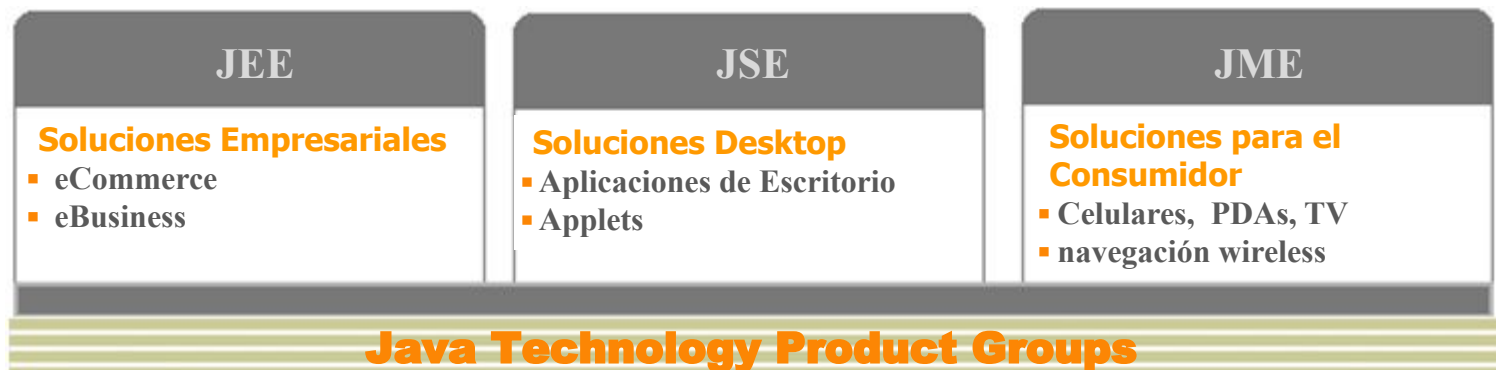 JEE
Soluciones Empresariales
▪ eCommerce
▪ eBusiness
JSE
Soluciones Desktop
▪ Aplicaciones de Escritorio
▪ Applets
JME
Soluciones para el
Consumidor
▪ Celulares, PDAs, TV
▪ navegación wireless
Java Technology Product Groups